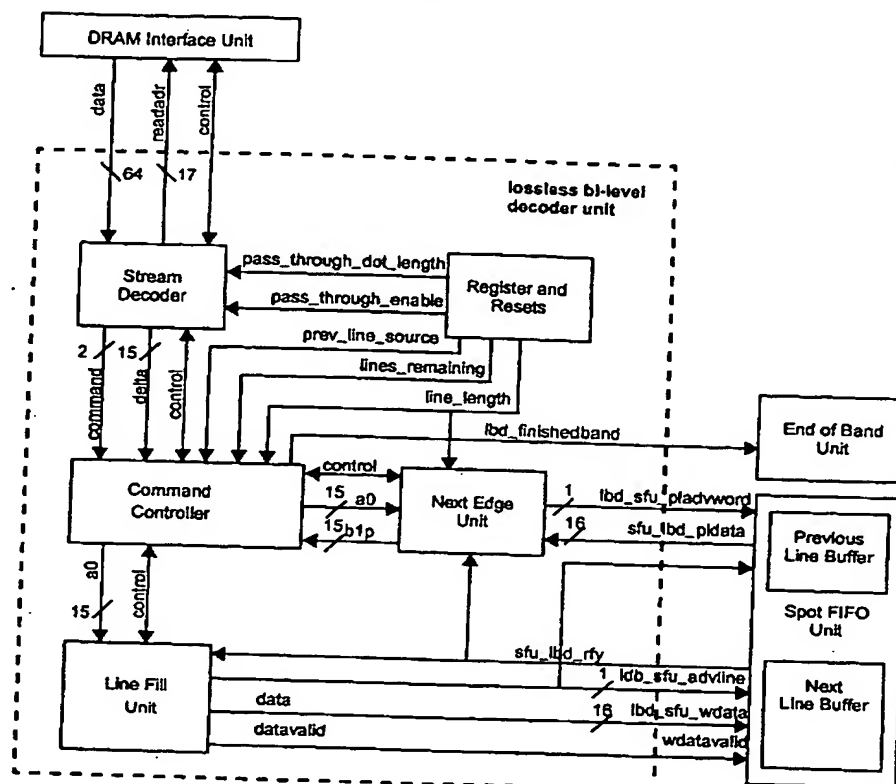 DRAM Interface Unit
data
readadr
control
64
17
lossless bi-level
decoder unit
Stream
Decoder
pass_through_dot_length
pass_through_enable
Register and
Resets
prev_line_source
lines_remaining
line_length
2
15
command
delta
control
lbd_finishedband
End of Band
Unit
Command
Controller
control
15
a0
15
b1p
Next Edge
Unit
1
lbd_sfu_pladvword
16
sfu_lbd_pldata
Previous
Line Buffer
Spot FIFO
Unit
a0
15
control
sfu_lbd_rfy
Line Fill
Unit
1
ldb_sfu_advline
data
16
lbd_sfu_wdata
datavalid
wdatavalid
Next
Line Buffer